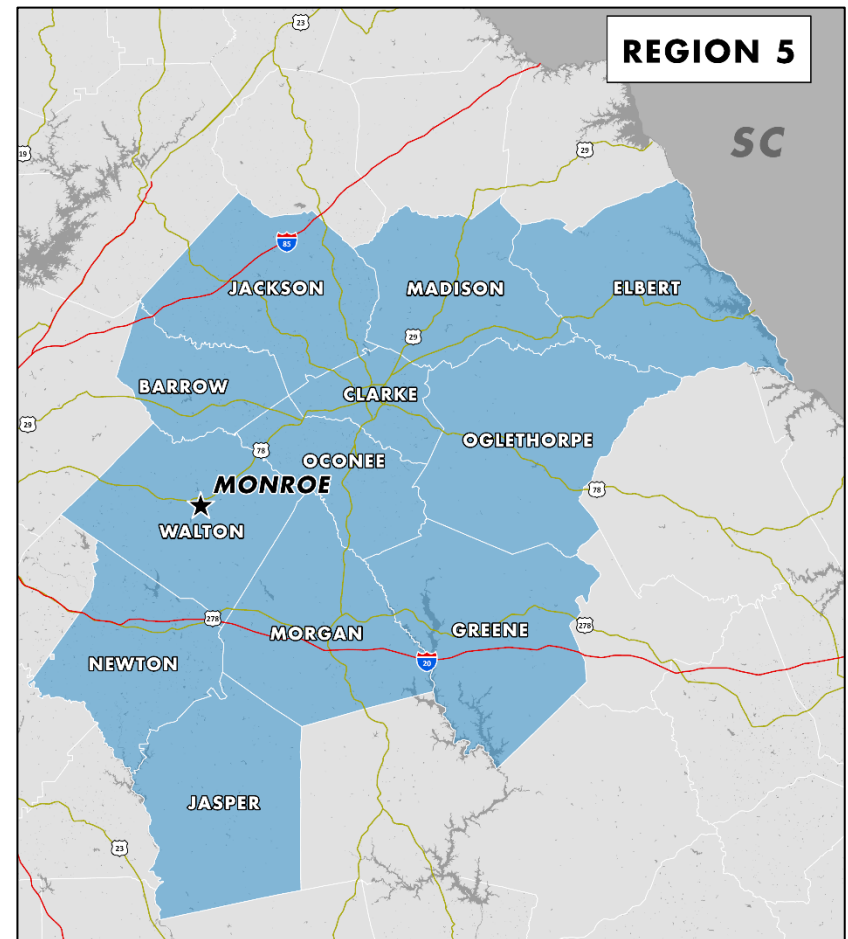 23
REGION 5
SC
19
29
85
JACKSON
MADISON
ELBERT
29
BARROW
CLARKE
29
OGLETHORPE
78
OCONEE
MONROE
78
WALTON
278
MORGAN
GREENE
278
NEWTON
20
JASPER
23